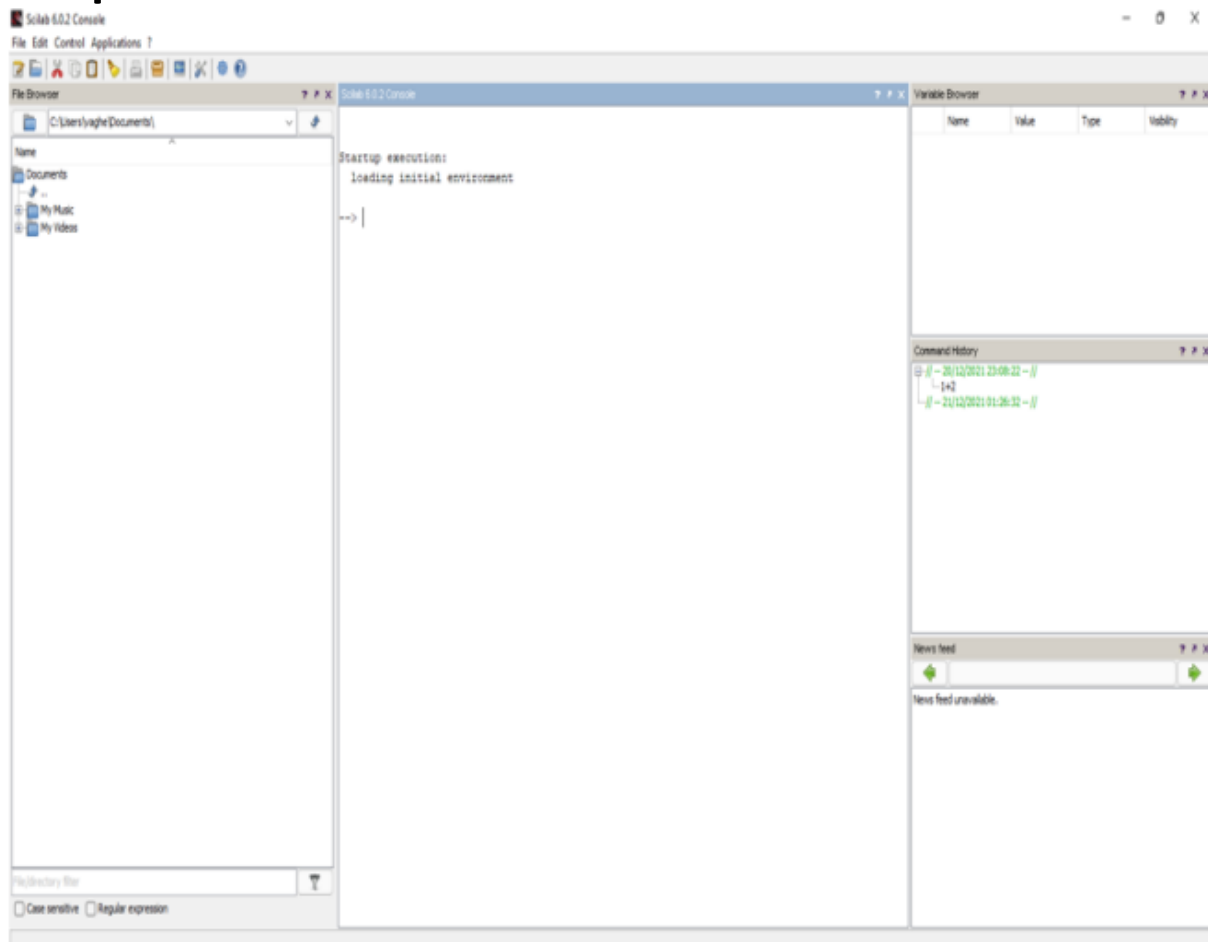 Scilab 6.0.2 Console
File Edit Control Applications ?
File Browser
C:\Users\yaghe\Documents\
Name
Documents
..
My Music
My Videos
File/directory filter
Case sensitive Regular expression
Scilab 6.0.2 Console
Startup execution:
loading initial environment
-->
Variable Browser
Name Value Type Visibility
Command History
// -- 20/12/2021 23:08:22 -- //
1+2
// -- 21/12/2021 01:26:32 -- //
News feed
News feed unavailable.